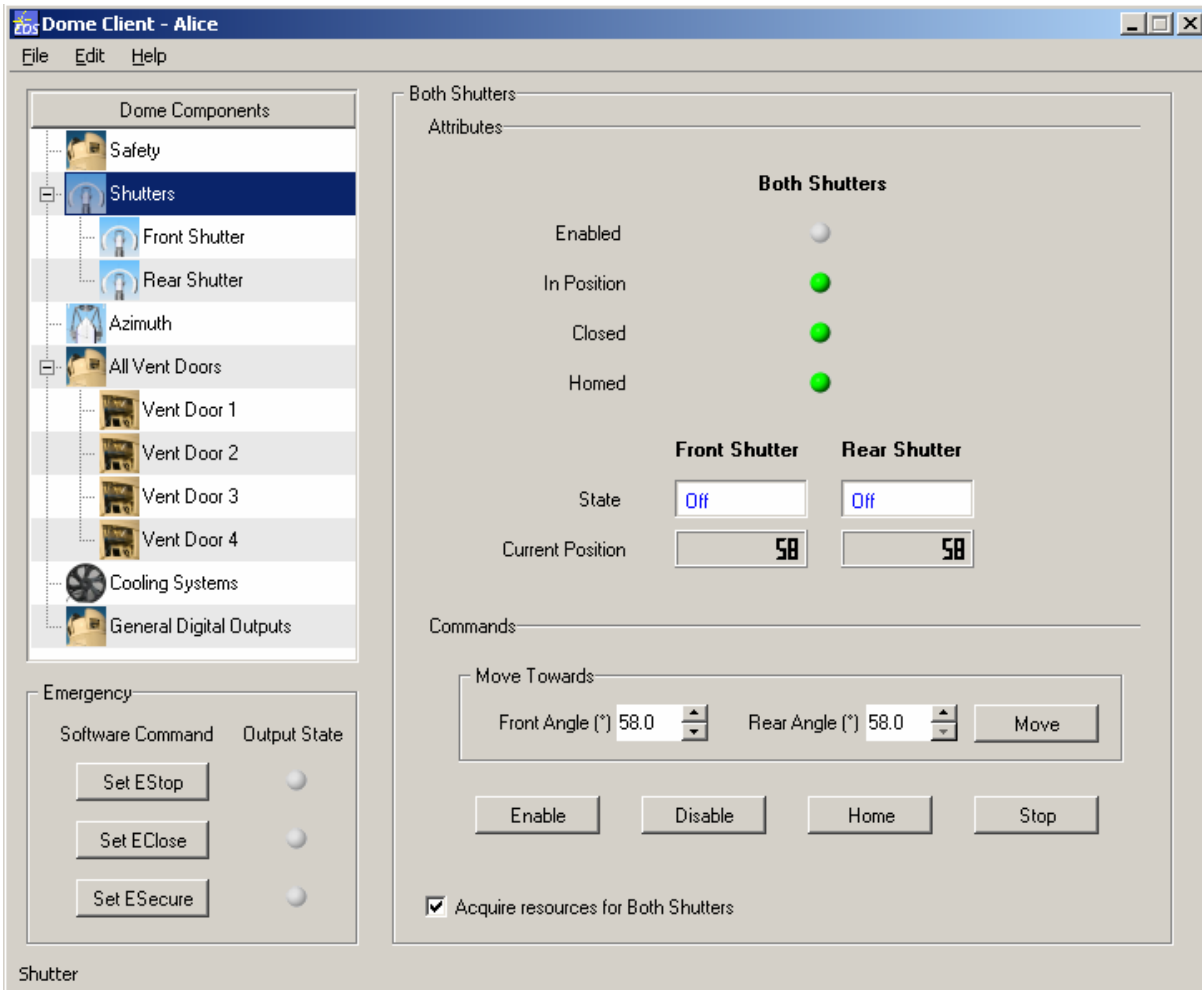 EDS Dome Client - Alice
File Edit Help
Dome Components
Safety
Shutters
Front Shutter
Rear Shutter
Azimuth
All Vent Doors
Vent Door 1
Vent Door 2
Vent Door 3
Vent Door 4
Cooling Systems
General Digital Outputs
Emergency
Software Command Output State
Set EStop
Set EClose
Set ESecure
Both Shutters
Attributes
Both Shutters
Enabled
In Position
Closed
Homed
Front Shutter Rear Shutter
State Off Off
Current Position 58 58
Commands
Move Towards
Front Angle (°) 58.0 Rear Angle (°) 58.0 Move
Enable Disable Home Stop
Acquire resources for Both Shutters
Shutter